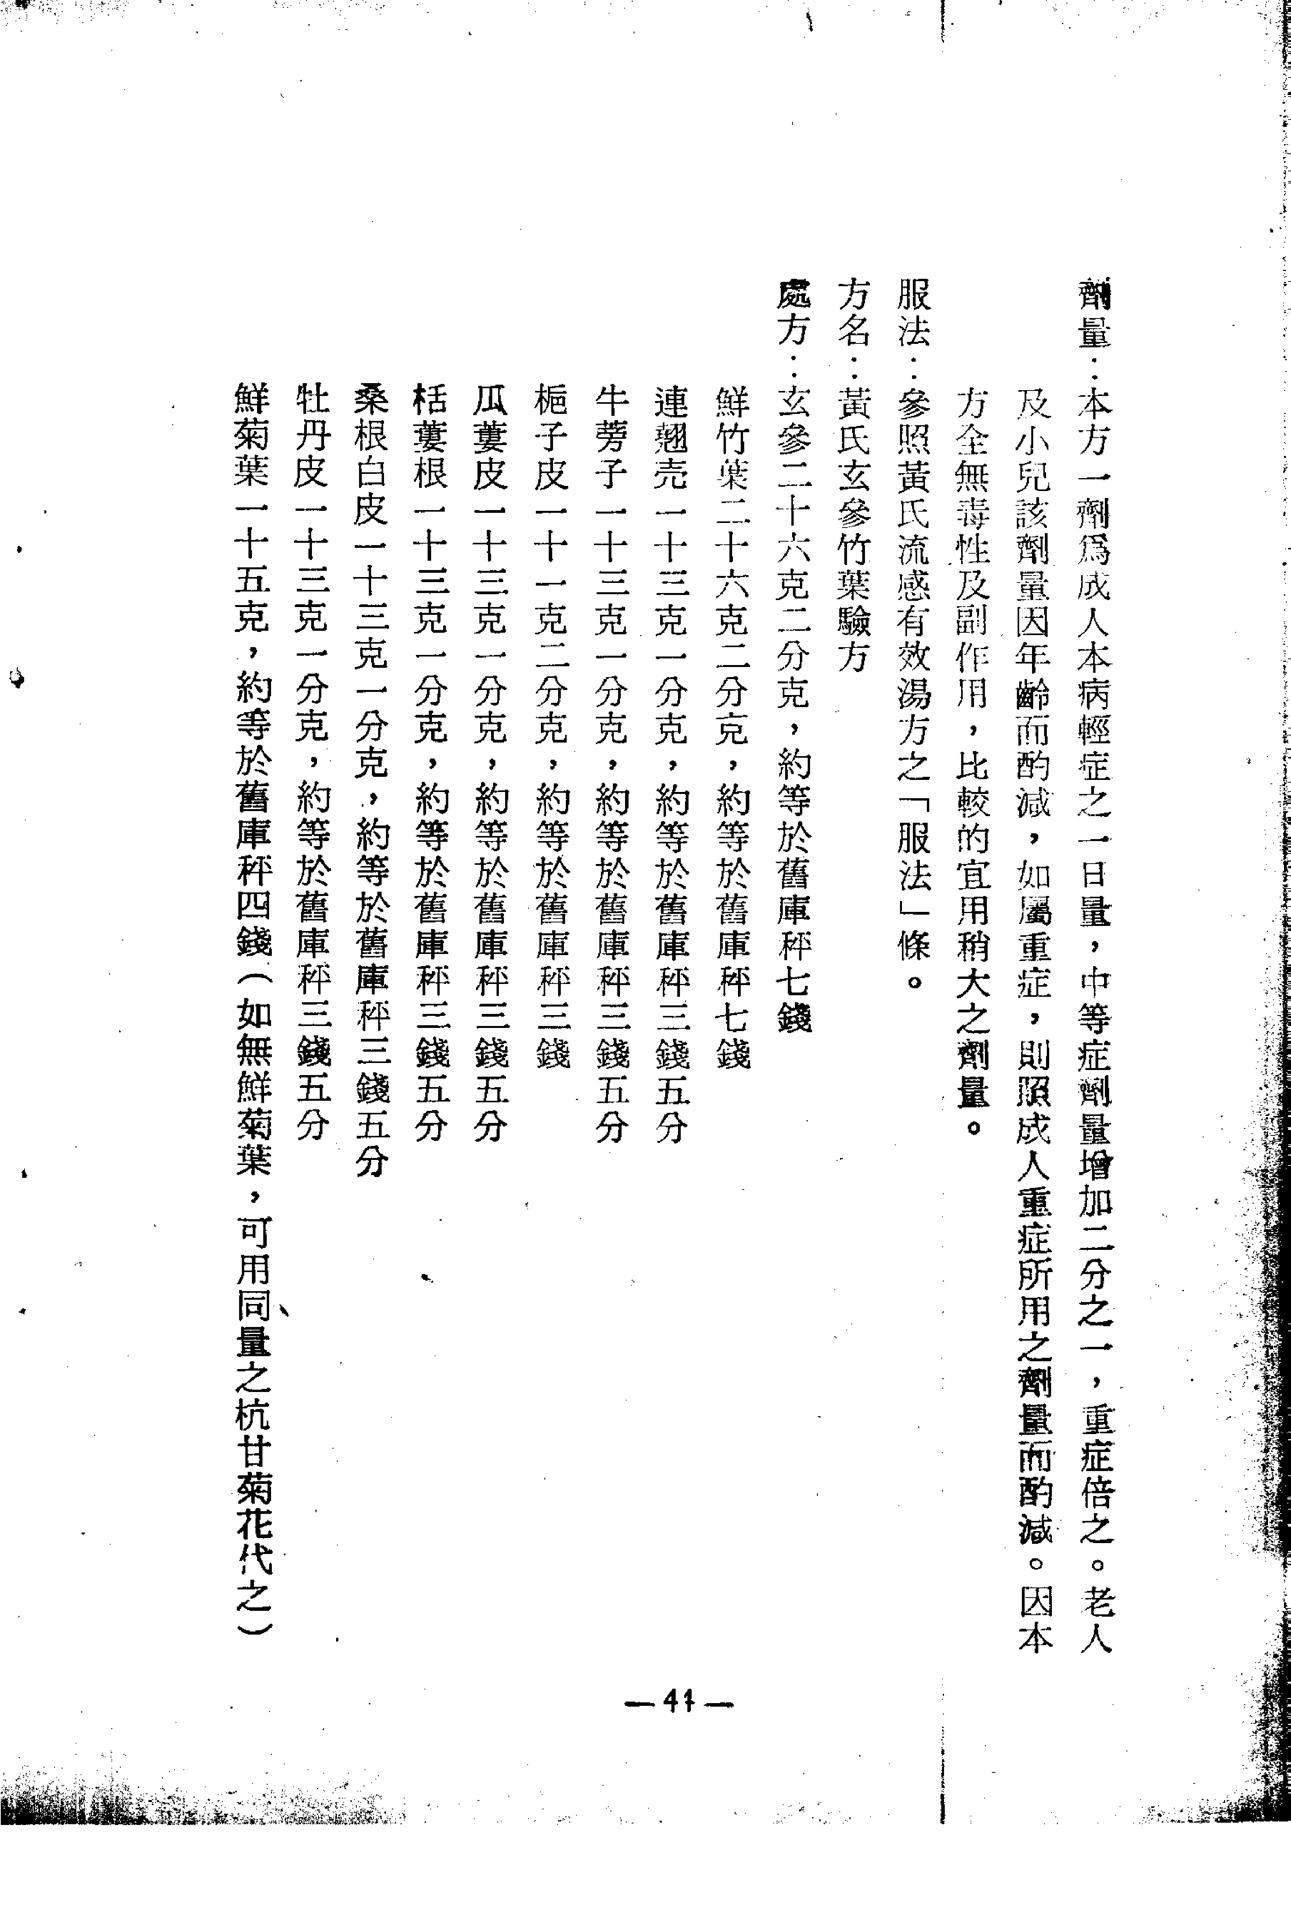 劑量：本方一劑爲成人本病輕症之一日量，中等症劑量增加二分之一，重症倍之。老人
及小兒該劑量因年齡而酌減，如屬重症，則照成人重症所用之劑量而酌減。因本
方全無毒性及副作用，比較的宜用稍大之劑量。
服法：參照黃氏流感有效湯方之「服法」條。
方名：黃氏玄參竹葉驗方
處方：玄參二十六克二分克，約等於舊庫秤七錢
鮮竹葉二十六克二分克，約等於舊庫秤七錢
連翹壳一十三克一分克，約等於舊庫秤三錢五分
牛蒡子一十三克一分克，約等於舊庫秤三錢五分
梔子皮一十一克二分克，約等於舊庫秤三錢
瓜蔞皮一十三克一分克，約等於舊庫秤三錢五分
栝蔞根一十三克一分克，約等於舊庫秤三錢五分
桑根白皮一十三克一分克，約等於舊庫秤三錢五分
牡丹皮一十三克一分克，約等於舊庫秤三錢五分
鮮菊葉一十五克，約等於舊庫秤四錢（如無鮮菊葉，可用同量之杭甘菊花代之）
—41—